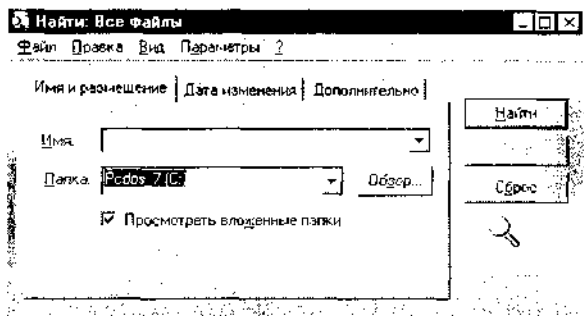 Найти: Все файлы
Файл Правка Вид Параметры ?
Имя и размещение Дата изменения Дополнительно
Найти
Имя:
Папка: Pcdos_7 (C:) Обзор...
Сброс
Просмотреть вложенные папки